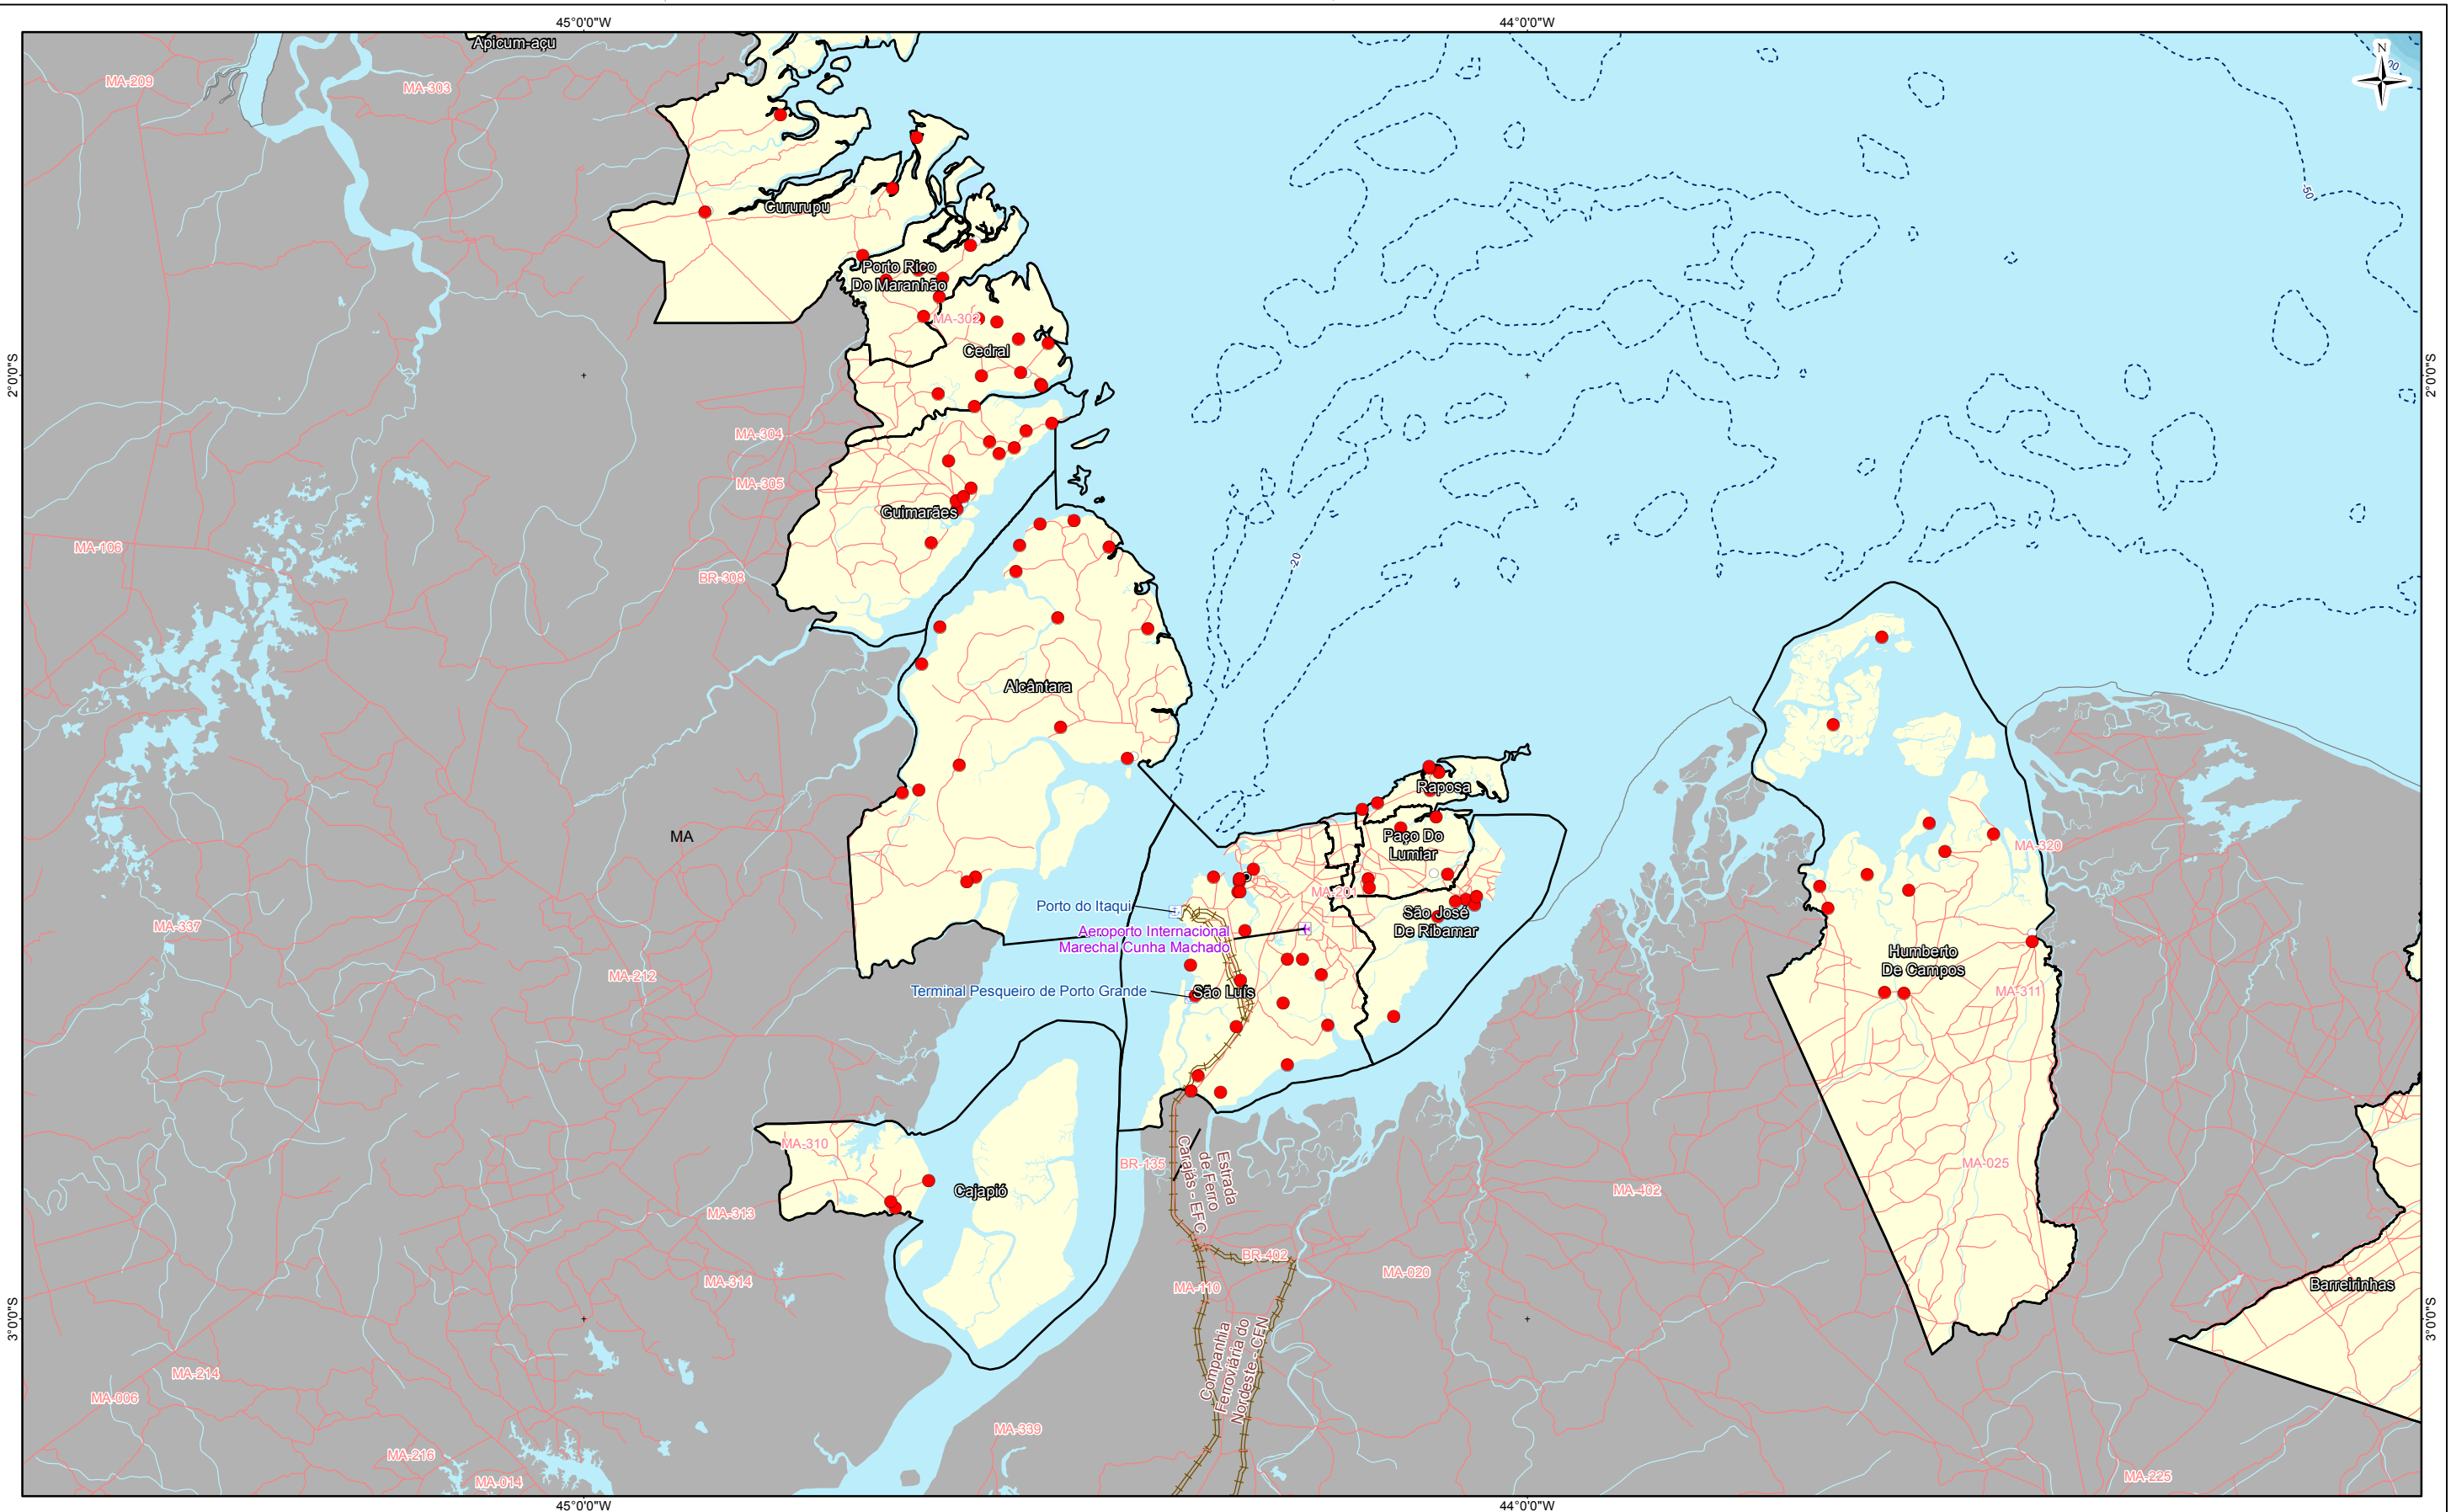 45°0'0"W
44°0'0"W
Apicum-açu
N
MA-209
MA-303
-50
Cururupu
Porto Rico
Do Maranhão
MA-302
Cedral
2°0'0"S
2°0'0"S
MA-304
MA-305
Guimarães
MA-106
BR-308
-20
Alcântara
Raposa
MA
Paço Do
Lumiar
MA-320
MA-201
Porto do Itaqui
São José
De Ribamar
MA-337
Aeroporto Internacional
Marechal Cunha Machado
Humberto
De Campos
MA-212
Terminal Pesqueiro de Porto Grande
São Luís
MA-311
MA-310
BR-135
Estrada
de Ferro
Carajás - EFC
MA-025
Cajapió
MA-402
MA-313
BR-402
MA-020
MA-314
MA-110
Barreirinhas
3°0'0"S
3°0'0"S
Companhia
Ferroviária do
Nordeste - CFN
MA-214
MA-006
MA-339
MA-216
MA-014
MA-225
45°0'0"W
44°0'0"W